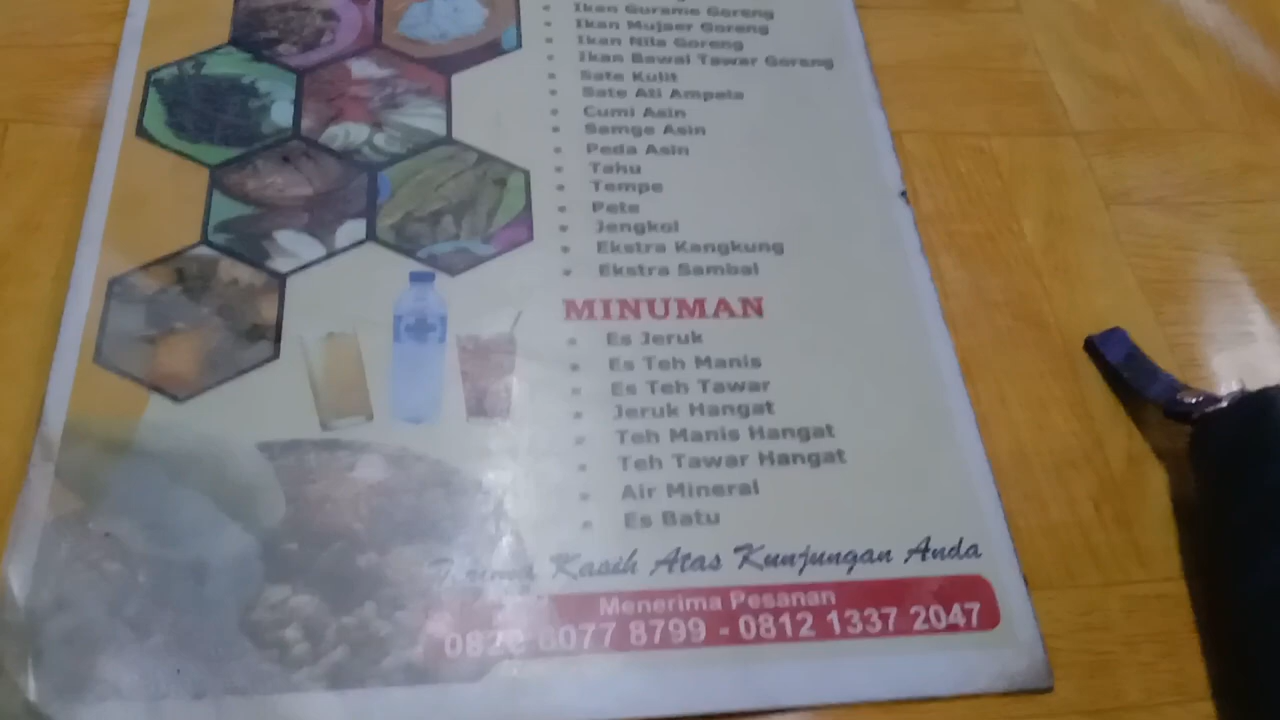 Ikan Gurame Goreng
Ikan Mujaer Goreng
Ikan Nila Goreng
Ikan Bawal Tawar Goreng
Sate Kulit
Sate Ati Ampela
Cumi Asin
Samge Asin
Peda Asin
Tahu
Tempe
Pete
Jengkol
Ekstra Kangkung
Ekstra Sambal
MINUMAN
Es Jeruk
Es Teh Manis
Es Teh Tawar
Jeruk Hangat
Teh Manis Hangat
Teh Tawar Hangat
Air Mineral
Es Batu
Terima Kasih Atas Kunjungan Anda
Menerima Pesanan
8799 - 0812 1337 2047